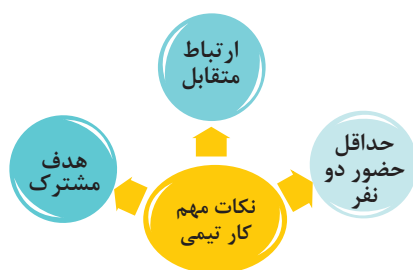 ارتباط
متقابل
حداقل
حضور دو
نفر
هدف
مشترک
نکات مهم
کار تیمی